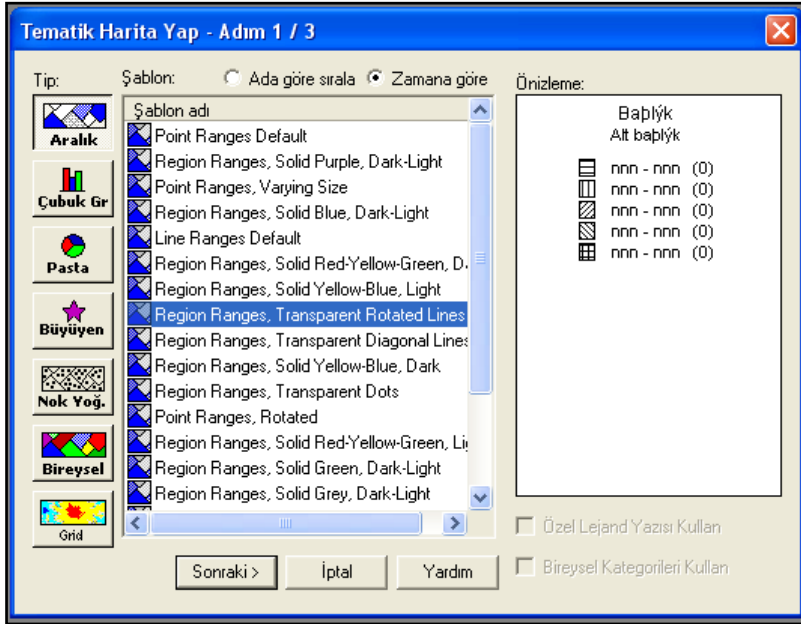 Tematik Harita Yap - Adım 1 / 3
Tip:
Aralık
Çubuk Gr
Pasta
Büyüyen
Nok Yoğ.
Bireysel
Grid
Şablon: Ada göre sırala Zamana göre
Şablon adı
Point Ranges Default
Region Ranges, Solid Purple, Dark-Light
Point Ranges, Varying Size
Region Ranges, Solid Blue, Dark-Light
Line Ranges Default
Region Ranges, Solid Red-Yellow-Green, D
Region Ranges, Solid Yellow-Blue, Light
Region Ranges, Transparent Rotated Lines
Region Ranges, Transparent Diagonal Lines
Region Ranges, Solid Yellow-Blue, Dark
Region Ranges, Transparent Dots
Point Ranges, Rotated
Region Ranges, Solid Red-Yellow-Green, Li
Region Ranges, Solid Green, Dark-Light
Region Ranges, Solid Grey, Dark-Light
Önizleme:
Baþlýk
Alt baþlýk
nnn - nnn (0)
nnn - nnn (0)
nnn - nnn (0)
nnn - nnn (0)
nnn - nnn (0)
Özel Lejand Yazısı Kullan
Bireysel Kategorileri Kullan
Sonraki > İptal Yardım